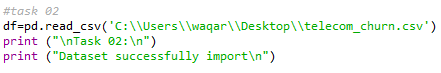 #task 02
df=pd.read_csv('C:\\Users\\waqar\\Desktop\\telecom_churn.csv')
print ("\nTask 02:\n")
print ("Dataset successfully import\n")